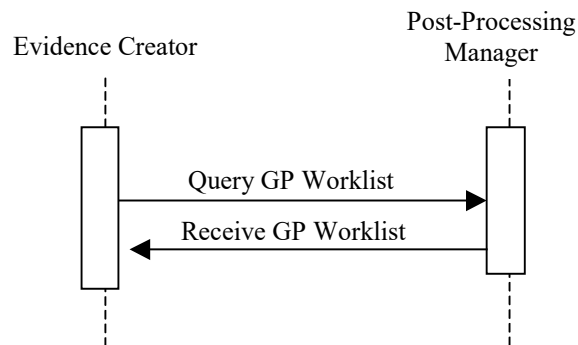 Evidence Creator
Post-Processing
Manager
Query GP Worklist
Receive GP Worklist